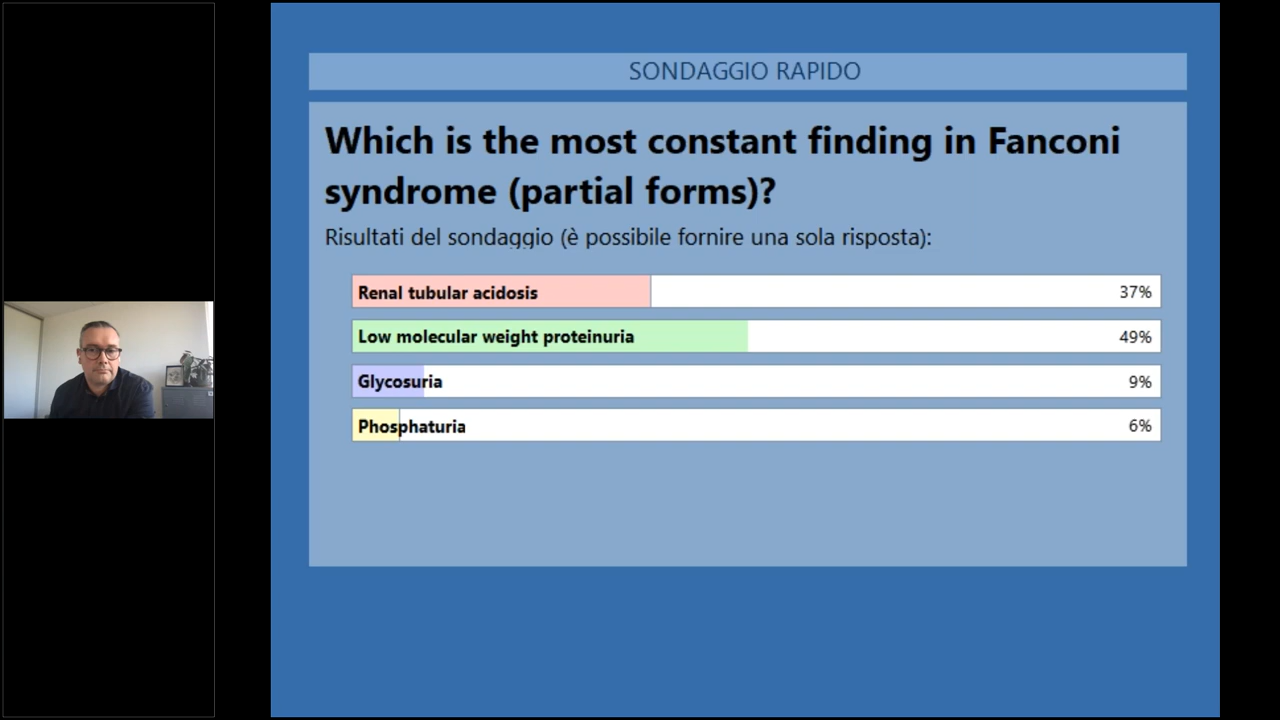 SONDAGGIO RAPIDO
Which is the most constant finding in Fanconi
syndrome (partial forms)?
Risultati del sondaggio (è possibile fornire una sola risposta):
Renal tubular acidosis 37%
Low molecular weight proteinuria 49%
Glycosuria 9%
Phosphaturia 6%